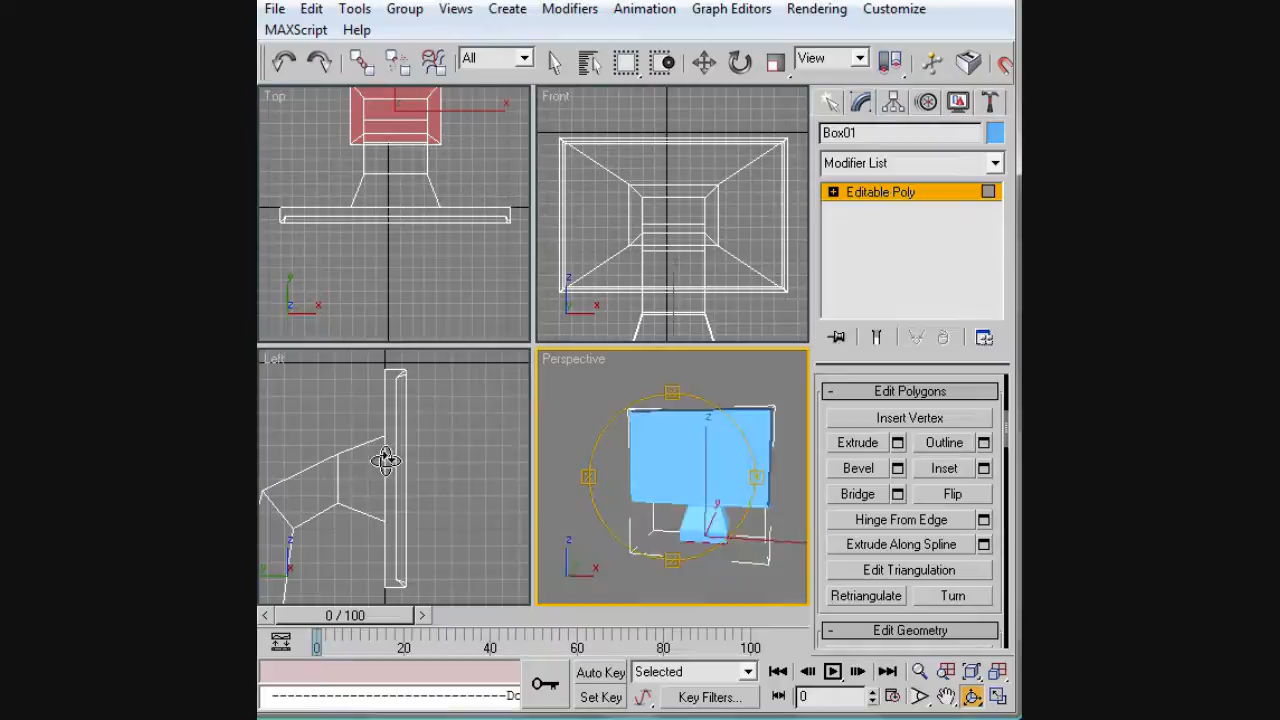 File Edit Tools Group Views Create Modifiers Animation Graph Editors Rendering Customize
MAXScript Help
All View
Top Front
Box01
Modifier List
Editable Poly
x x
y z
z x y x
Left Perspective
Edit Polygons
Insert Vertex
Extrude Outline
Bevel Inset
Bridge Flip
Hinge From Edge
Extrude Along Spline
Edit Triangulation
Retriangulate Turn
z z y
z x x
< 0 / 100 >
Edit Geometry
0 20 40 60 80 100
Auto Key Selected
Set Key Key Filters... 0